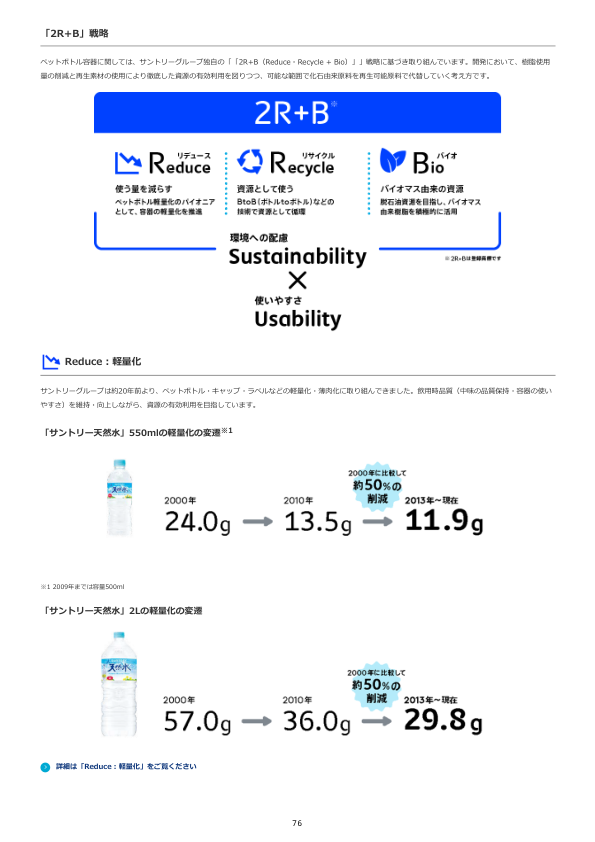 「2R+B」戦略
ペットボトル容器に関しては、サントリーグループ独自の「「2R+B（Reduce・Recycle + Bio）」」戦略に基づき取り組んでいます。開発において、樹脂使用
量の削減と再生素材の使用により徹底した資源の有効利用を図りつつ、可能な範囲で化石由来原料を再生可能原料で代替していく考え方です。
2R+B※
リデュース
Reduce
使う量を減らす
ペットボトル軽量化のパイオニア
として、容器の軽量化を推進
リサイクル
Recycle
資源として使う
BtoB(ボトルtoボトル)などの
技術で資源として循環
バイオ
Bio
バイオマス由来の資源
脱石油資源を目指し、バイオマス
由来樹脂を積極的に活用
環境への配慮
Sustainability
※2R+Bは登録商標です
×
使いやすさ
Usability
Reduce：軽量化
サントリーグループは約20年前より、ペットボトル・キャップ・ラベルなどの軽量化・薄肉化に取り組んできました。飲用時品質（中味の品質保持・容器の使い
やすさ）を維持・向上しながら、資源の有効利用を目指しています。
「サントリー天然水」550mlの軽量化の変遷※1
天然水
2000年
24.0g
2010年
13.5g
2000年に比較して
約50%の
削減
2013年～現在
11.9g
※1 2009年までは容量500ml
「サントリー天然水」2Lの軽量化の変遷
天然水
2000年
57.0g
2010年
36.0g
2000年に比較して
約50%の
削減
2013年～現在
29.8g
詳細は「Reduce：軽量化」をご覧ください
76